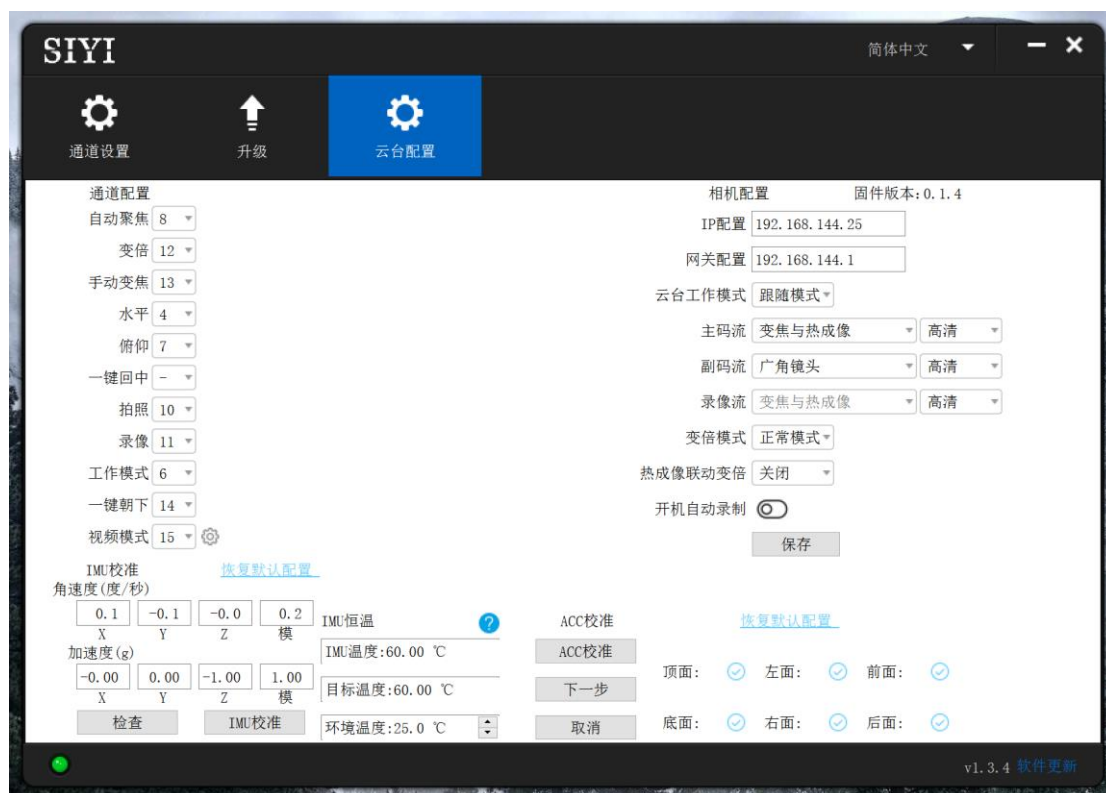 SIYI
简体中文
通道设置 升级 云台配置
通道配置
自动聚焦 8
变倍 12
手动变焦 13
水平 4
俯仰 7
一键回中 -
拍照 10
录像 11
工作模式 6
一键朝下 14
视频模式 15
相机配置 固件版本:0.1.4
IP配置 192.168.144.25
网关配置 192.168.144.1
云台工作模式 跟随模式
主码流 变焦与热成像 高清
副码流 广角镜头 高清
录像流 变焦与热成像 高清
变倍模式 正常模式
热成像联动变倍 关闭
开机自动录制
保存
IMU校准 恢复默认配置
角速度(度/秒)
0.1 -0.1 -0.0 0.2
X Y Z 模
加速度(g)
-0.00 0.00 -1.00 1.00
X Y Z 模
检查 IMU校准
IMU恒温 ?
IMU温度:60.00 ℃
目标温度:60.00 ℃
环境温度:25.0 ℃
ACC校准 恢复默认配置
ACC校准
下一步
取消
顶面: 左面: 前面:
底面: 右面: 后面:
v1.3.4 软件更新